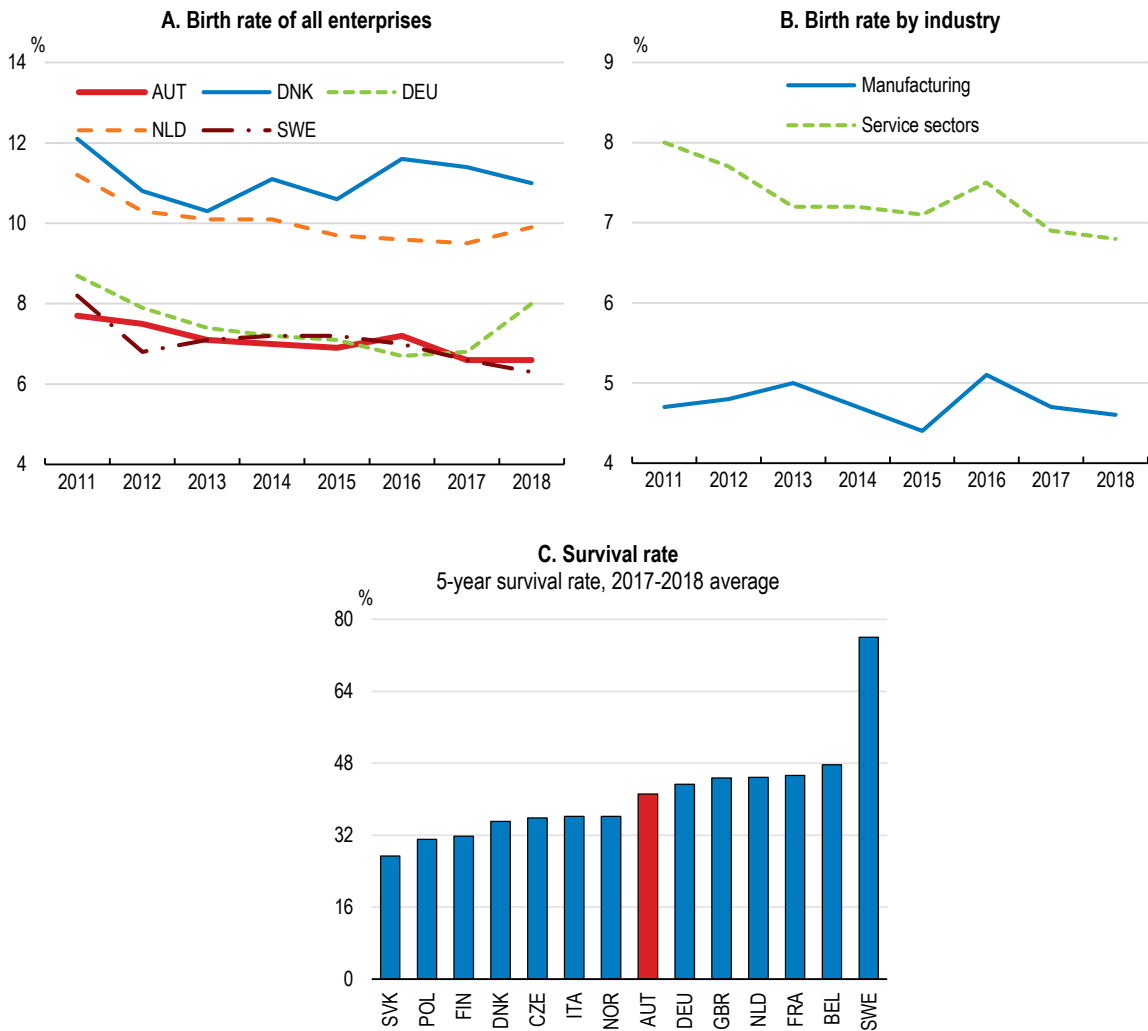 A. Birth rate of all enterprises
%
14
12
10
8
6
4
AUT
DNK
DEU
NLD
SWE
2011 2012 2013 2014 2015 2016 2017 2018
B. Birth rate by industry
%
9
8
7
6
5
4
Manufacturing
Service sectors
2011 2012 2013 2014 2015 2016 2017 2018
C. Survival rate
5-year survival rate, 2017-2018 average
%
80
64
48
32
16
0
SVK
POL
FIN
DNK
CZE
ITA
NOR
AUT
DEU
GBR
NLD
FRA
BEL
SWE